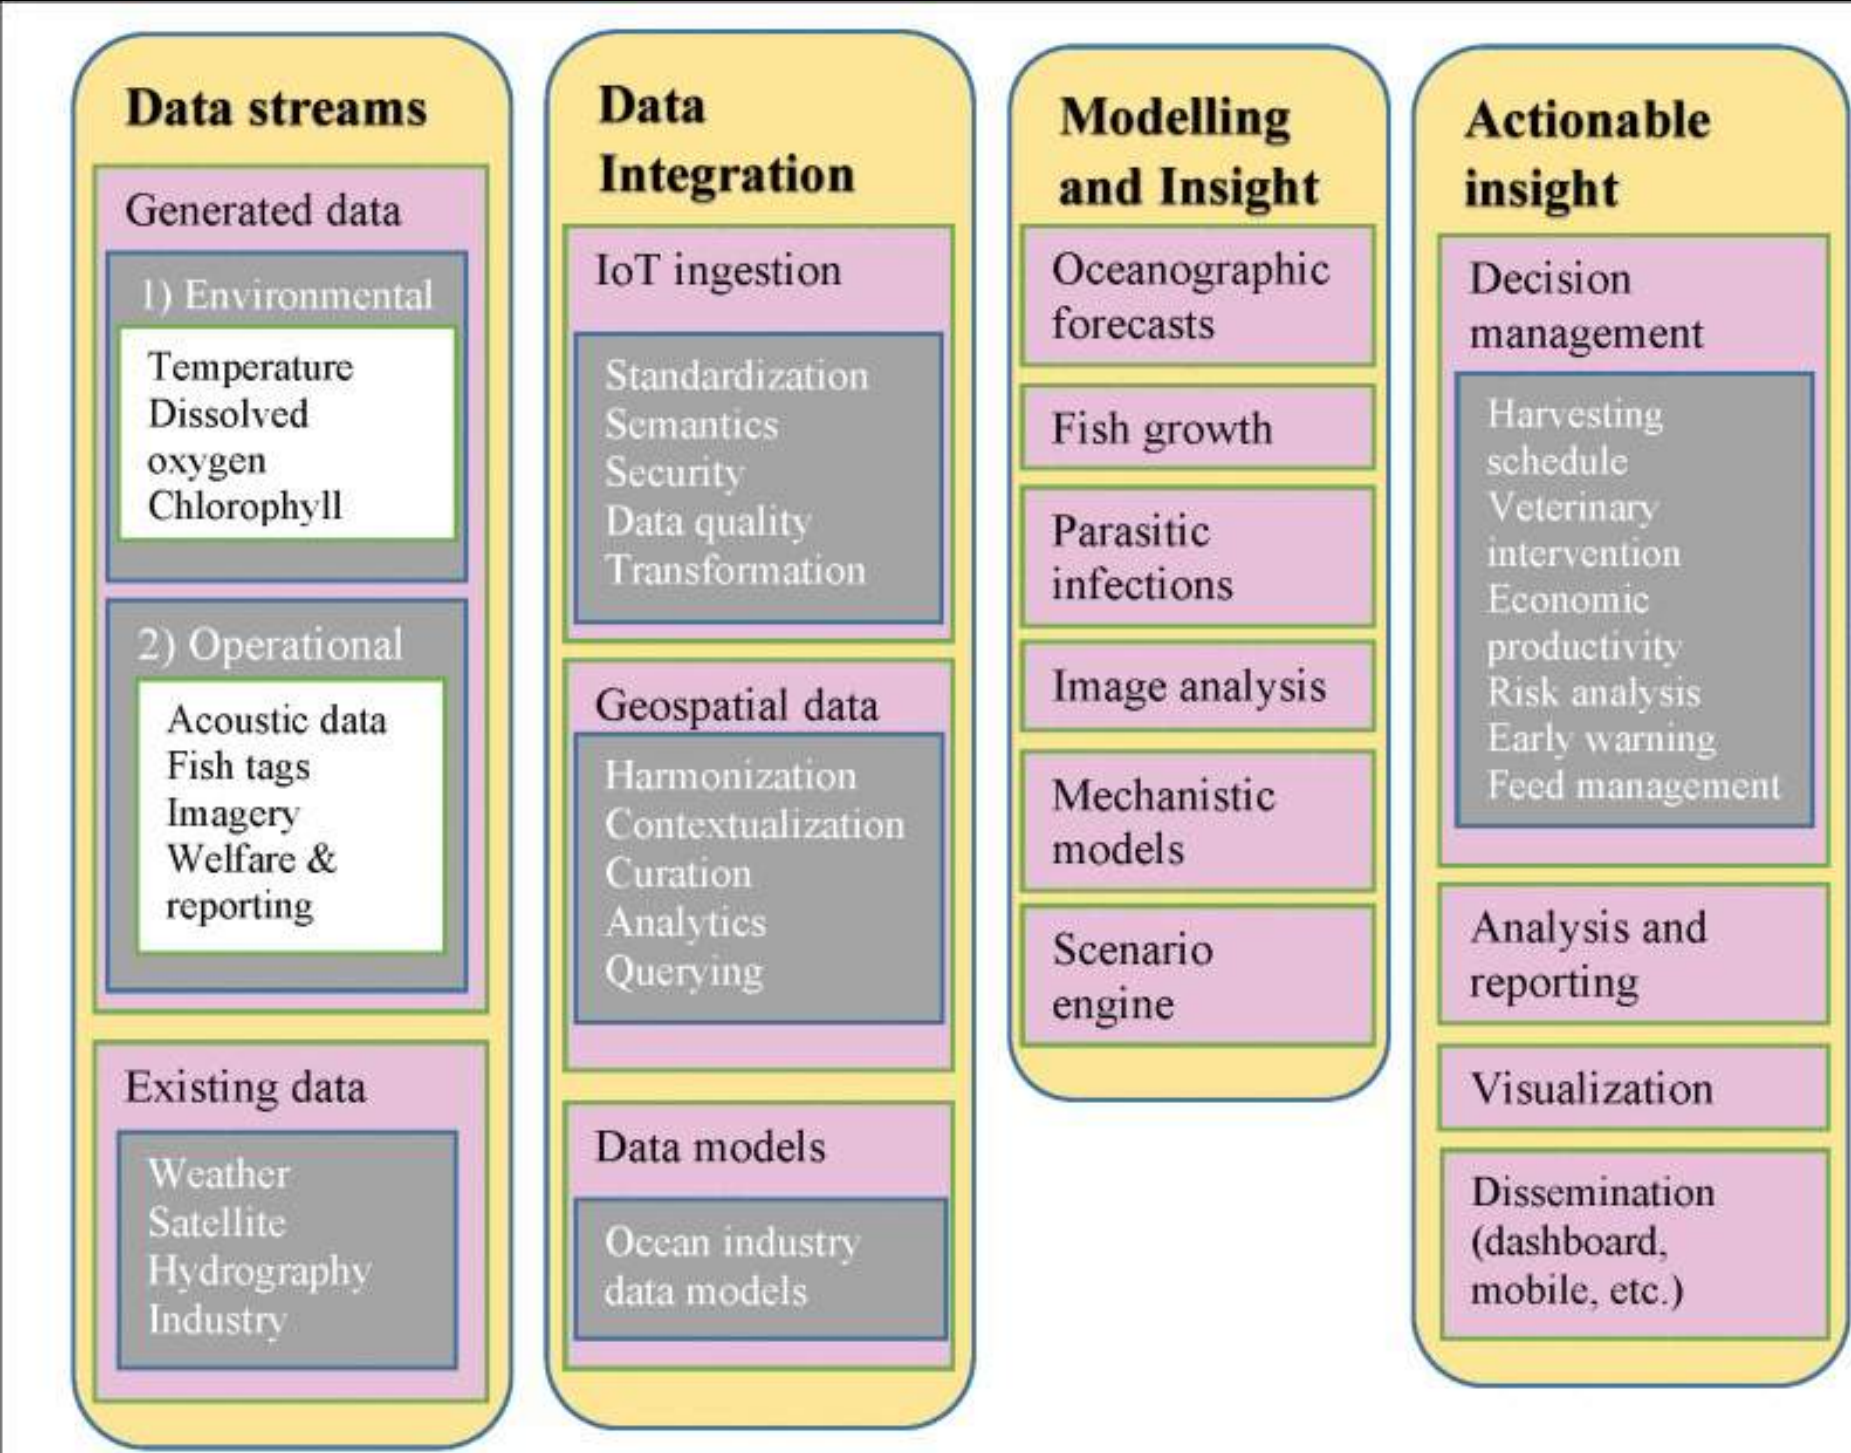 Data streams
Generated data
1) Environmental
Temperature
Dissolved
oxygen
Chlorophyll
2) Operational
Acoustic data
Fish tags
Imagery
Welfare &
reporting
Existing data
Weather
Satellite
Hydrography
Industry
Data
Integration
IoT ingestion
Standardization
Semantics
Security
Data quality
Transformation
Geospatial data
Harmonization
Contextualization
Curation
Analytics
Querying
Data models
Ocean industry
data models
Modelling
and Insight
Oceanographic
forecasts
Fish growth
Parasitic
infections
Image analysis
Mechanistic
models
Scenario
engine
Actionable
insight
Decision
management
Harvesting
schedule
Veterinary
intervention
Economic
productivity
Risk analysis
Early warning
Feed management
Analysis and
reporting
Visualization
Dissemination
(dashboard,
mobile, etc.)